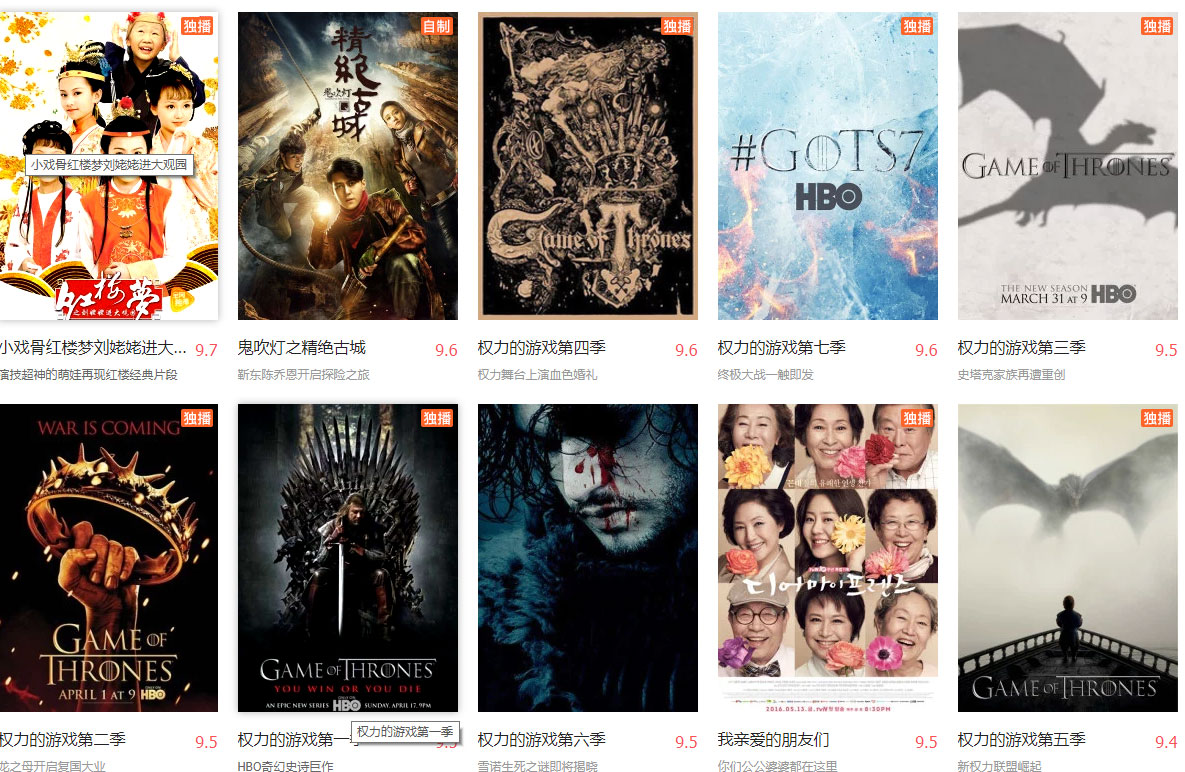 独播
自制
独播
独播
独播
精绝古城
鬼吹灯
#GOTS7
HBO
GAME OF THRONES
小戏骨红楼梦刘姥姥进大观园
Game of Thrones
THE NEW SEASON
MARCH 31 AT 9 HBO
红楼夢
之刘姥姥进大观园
小戏骨红楼梦刘姥姥进大... 9.7
鬼吹灯之精绝古城 9.6
权力的游戏第四季 9.6
权力的游戏第七季 9.6
权力的游戏第三季 9.5
演技超神的萌娃再现红楼经典片段
靳东陈乔恩开启探险之旅
权力舞台上演血色婚礼
终极大战一触即发
史塔克家族再遭重创
独播
独播
独播
独播
WAR IS COMING
디어 마이 프렌즈
GAME OF THRONES
APRIL HBO
GAME OF THRONES
YOU WIN OR YOU DIE
AN EPIC NEW SERIES HBO SUNDAY, APRIL 17, 9PM
2016.05.13.금, tvN 첫방송 8:30PM
GAME OF THRONES
权力的游戏第一季
权力的游戏第二季 9.5
权力的游戏第一 9.5
权力的游戏第六季 9.5
我亲爱的朋友们 9.5
权力的游戏第五季 9.4
龙之母开启复国大业
HBO奇幻史诗巨作
雪诺生死之谜即将揭晓
你们公公婆婆都在这里
新权力联盟崛起